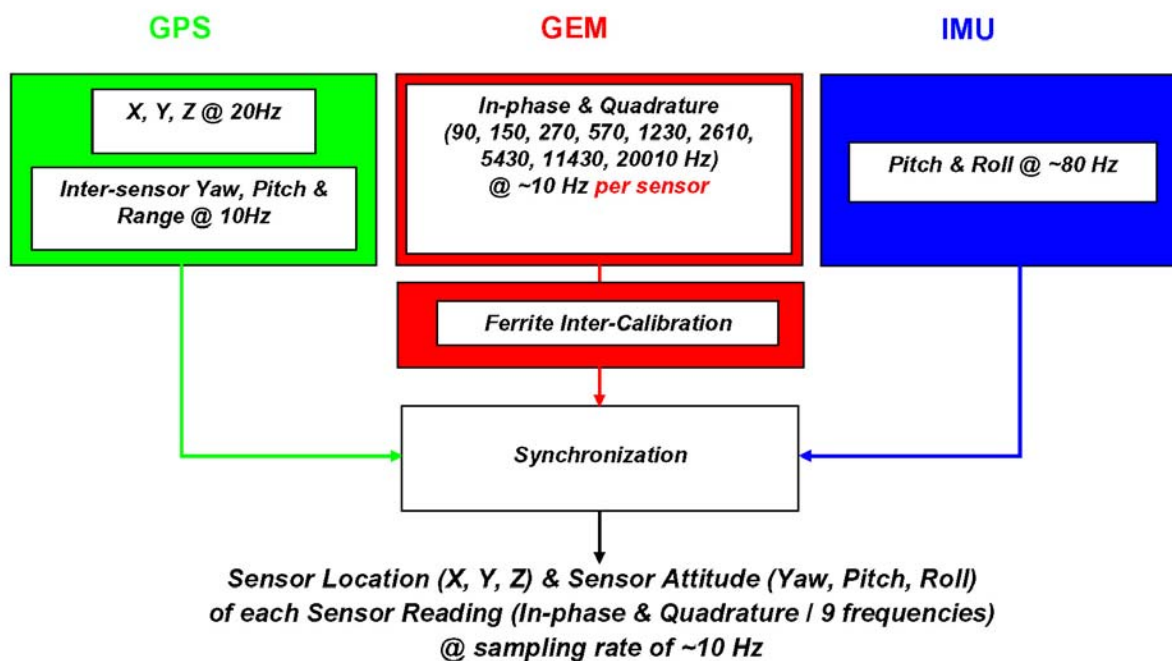 GPS
GEM
IMU
X, Y, Z @ 20Hz
Inter-sensor Yaw, Pitch &
Range @ 10Hz
In-phase & Quadrature
(90, 150, 270, 570, 1230, 2610,
5430, 11430, 20010 Hz)
@ ~10 Hz per sensor
Pitch & Roll @ ~80 Hz
Ferrite Inter-Calibration
Synchronization
Sensor Location (X, Y, Z) & Sensor Attitude (Yaw, Pitch, Roll)
of each Sensor Reading (In-phase & Quadrature / 9 frequencies)
@ sampling rate of ~10 Hz